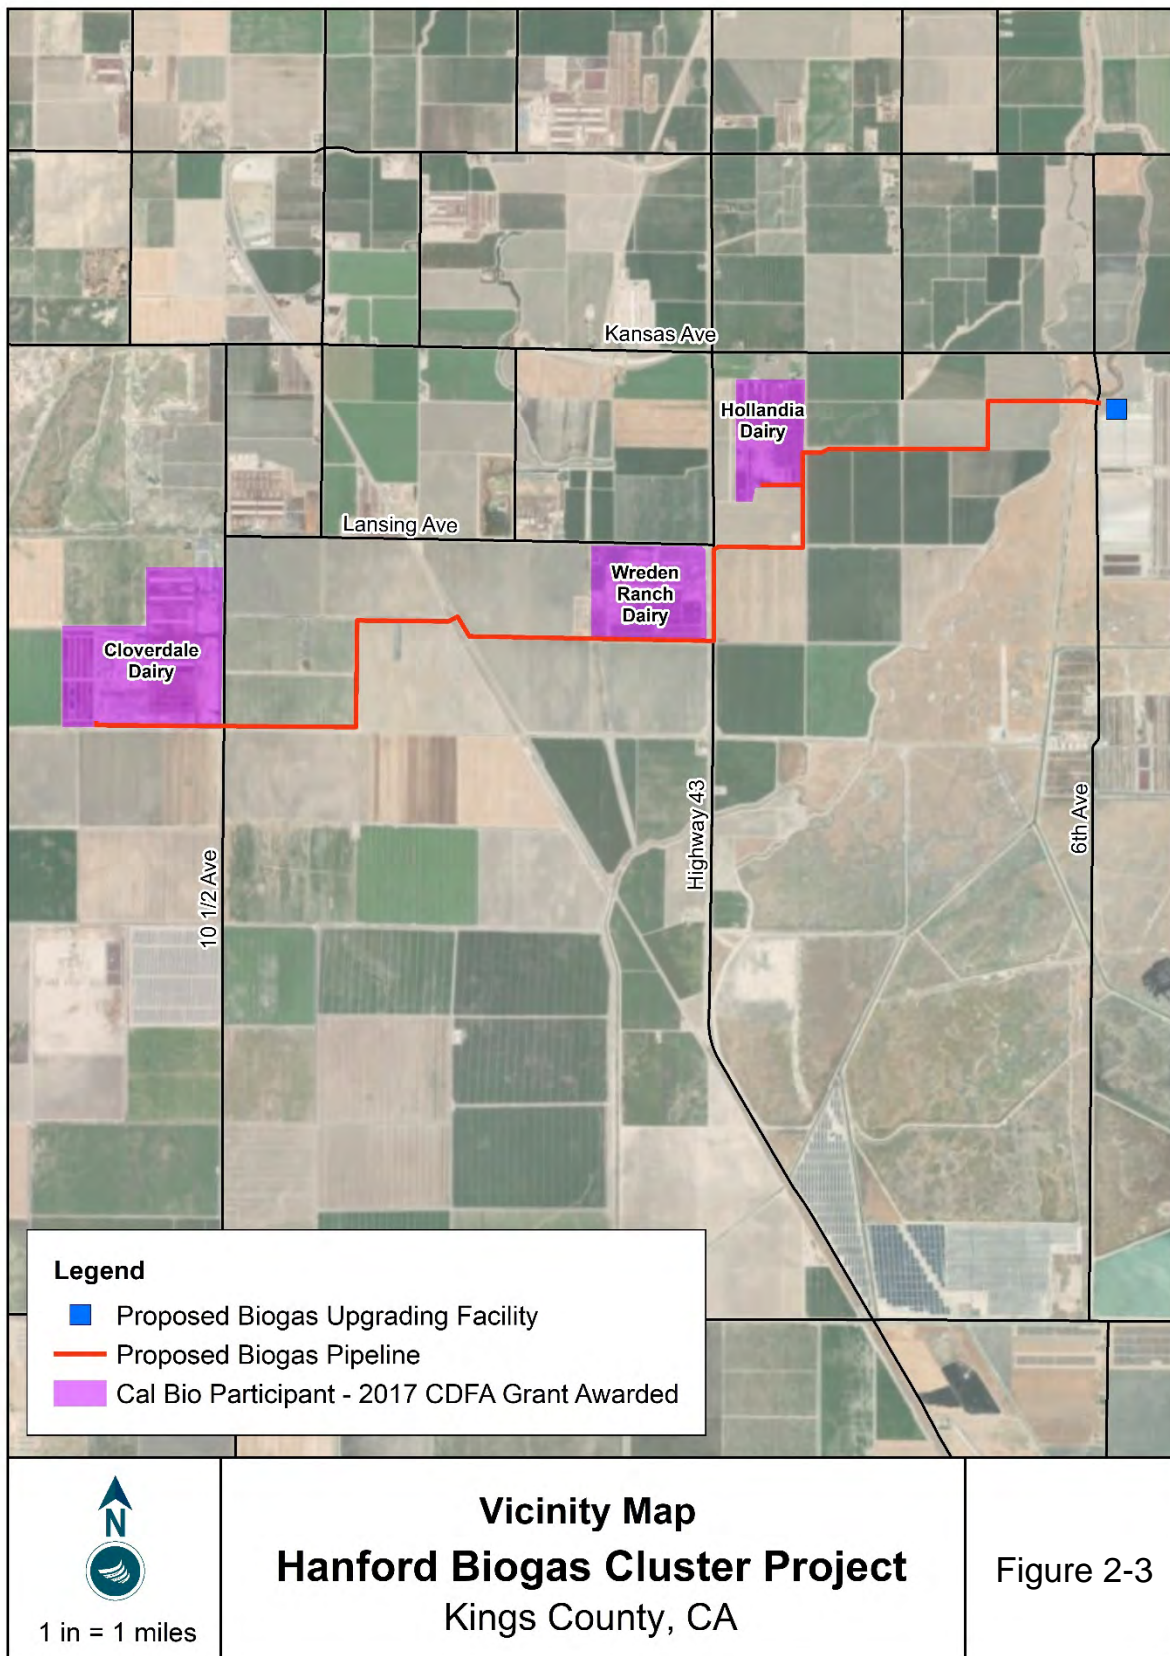 Kansas Ave
Hollandia
Dairy
Lansing Ave
Wreden
Ranch
Dairy
Cloverdale
Dairy
Highway 43
6th Ave
10 1/2 Ave
Legend
Proposed Biogas Upgrading Facility
Proposed Biogas Pipeline
Cal Bio Participant - 2017 CDFA Grant Awarded
N
1 in = 1 miles
Vicinity Map
Hanford Biogas Cluster Project
Kings County, CA
Figure 2-3